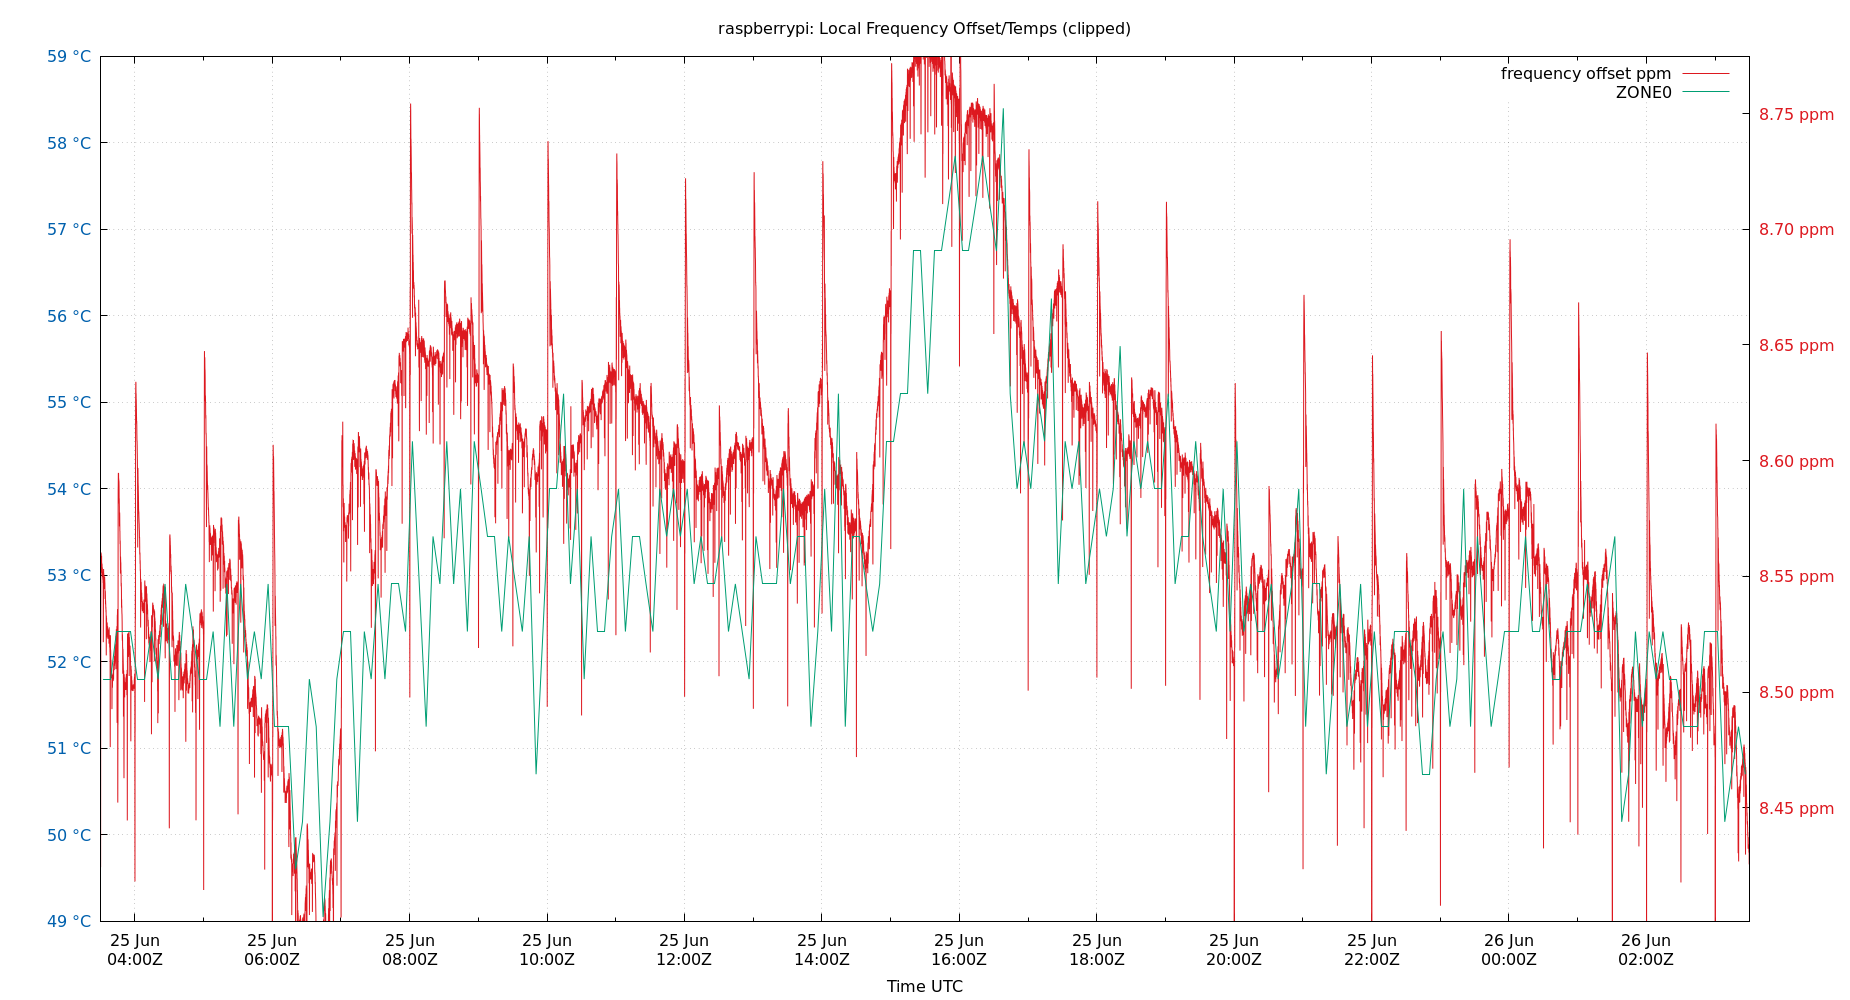 raspberrypi: Local Frequency Offset/Temps (clipped)
frequency offset ppm
ZONE0
59 °C
58 °C
57 °C
56 °C
55 °C
54 °C
53 °C
52 °C
51 °C
50 °C
49 °C
8.75 ppm
8.70 ppm
8.65 ppm
8.60 ppm
8.55 ppm
8.50 ppm
8.45 ppm
25 Jun 25 Jun 25 Jun 25 Jun 25 Jun 25 Jun 25 Jun 25 Jun 25 Jun 25 Jun 26 Jun 26 Jun
04:00Z 06:00Z 08:00Z 10:00Z 12:00Z 14:00Z 16:00Z 18:00Z 20:00Z 22:00Z 00:00Z 02:00Z
Time UTC